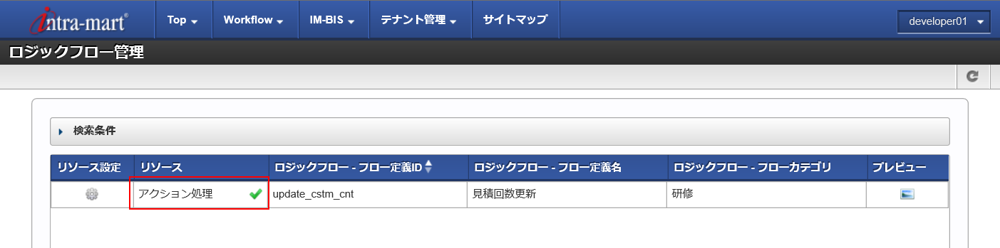 intra-mart® Top Workflow IM-BIS テナント管理 サイトマップ developer01
ロジックフロー管理
検索条件
リソース設定 リソース ロジックフロー - フロー定義ID ロジックフロー - フロー定義名 ロジックフロー - フローカテゴリ プレビュー
アクション処理 update_cstm_cnt 見積回数更新 研修